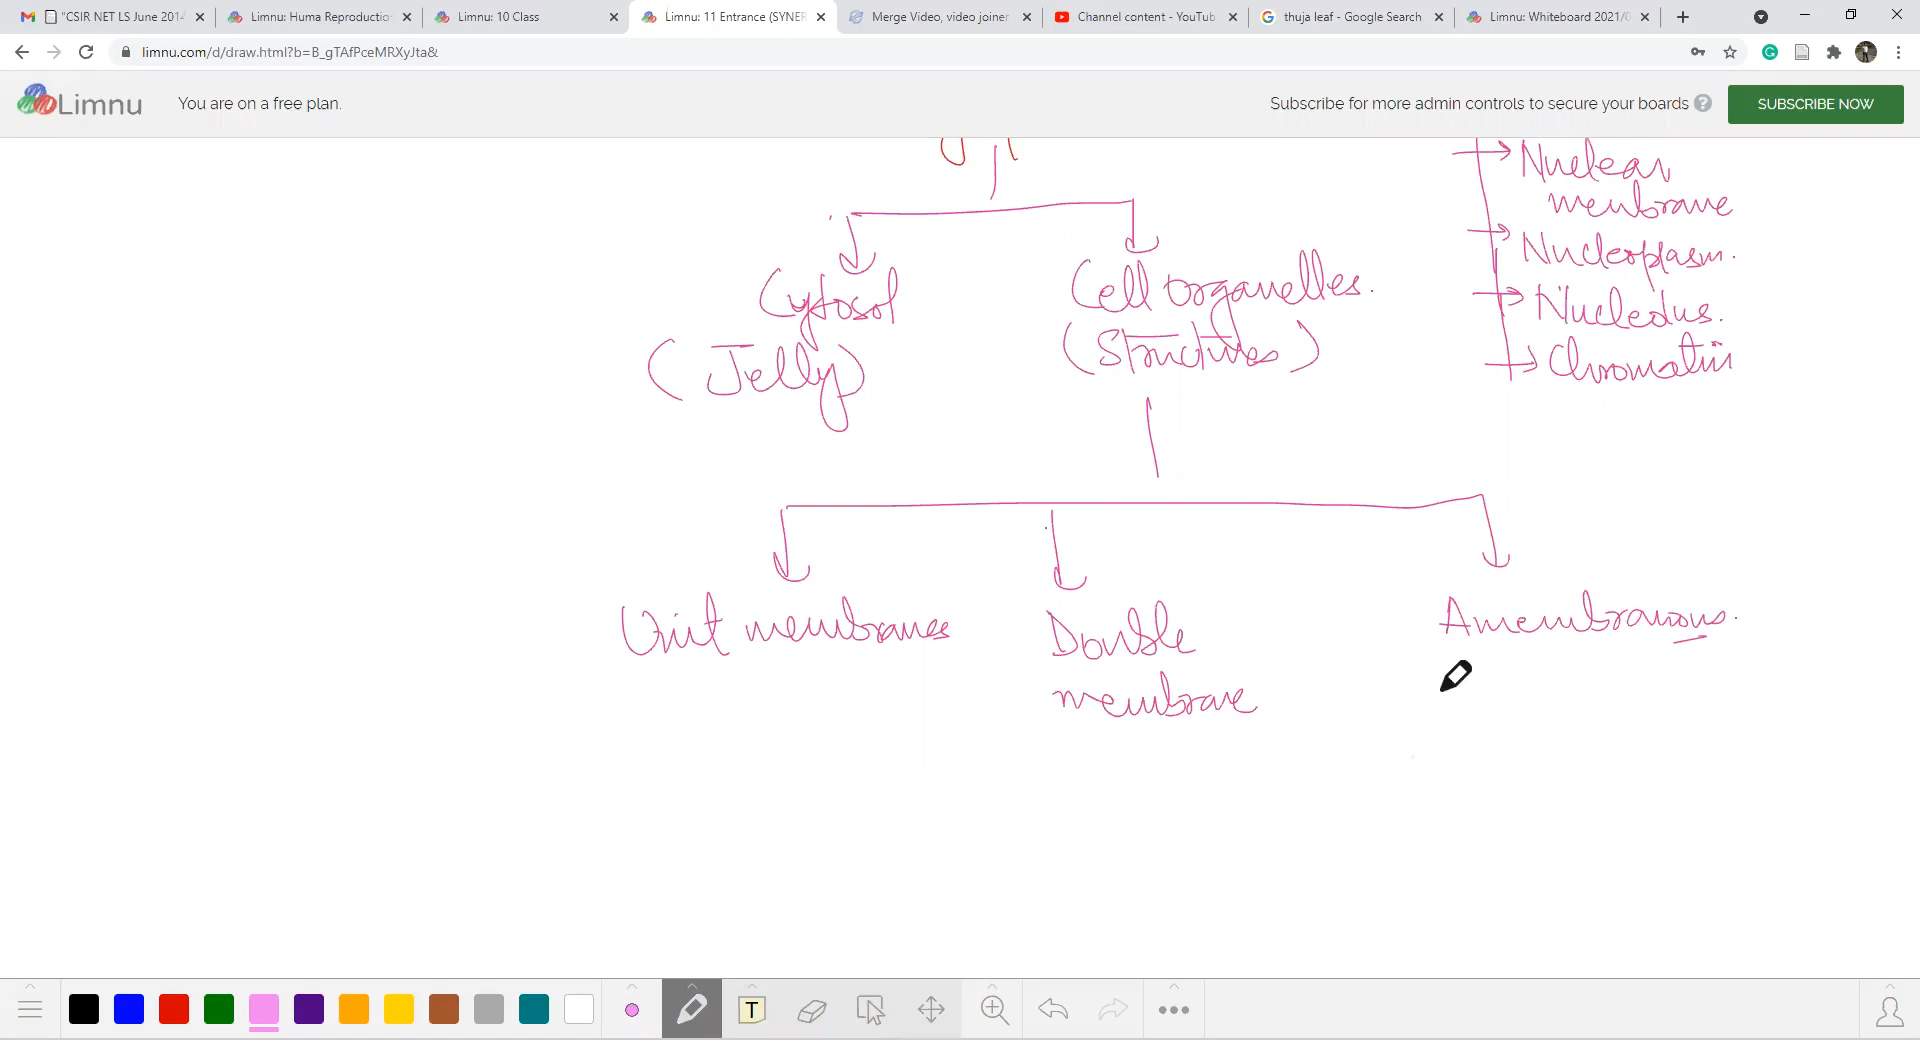 "CSIR NET LS June 2014
Limnu: Huma Reproductio
Limnu: 10 Class
Limnu: 11 Entrance (SYNER
Merge Video, video joiner
Channel content - YouTub
thuja leaf - Google Search
Limnu: Whiteboard 2021/0
limnu.com/d/draw.html?b=B_gTAfPceMRXyJta&
Limnu
You are on a free plan.
Subscribe for more admin controls to secure your boards ?
SUBSCRIBE NOW
Nuclear
membrane
Nucleoplasm.
Nucleolus.
Chromatin
Cytosol
(Jelly)
Cell organelles.
(Structures)
Unit membranes
Double
membrane
Amembranous.
T